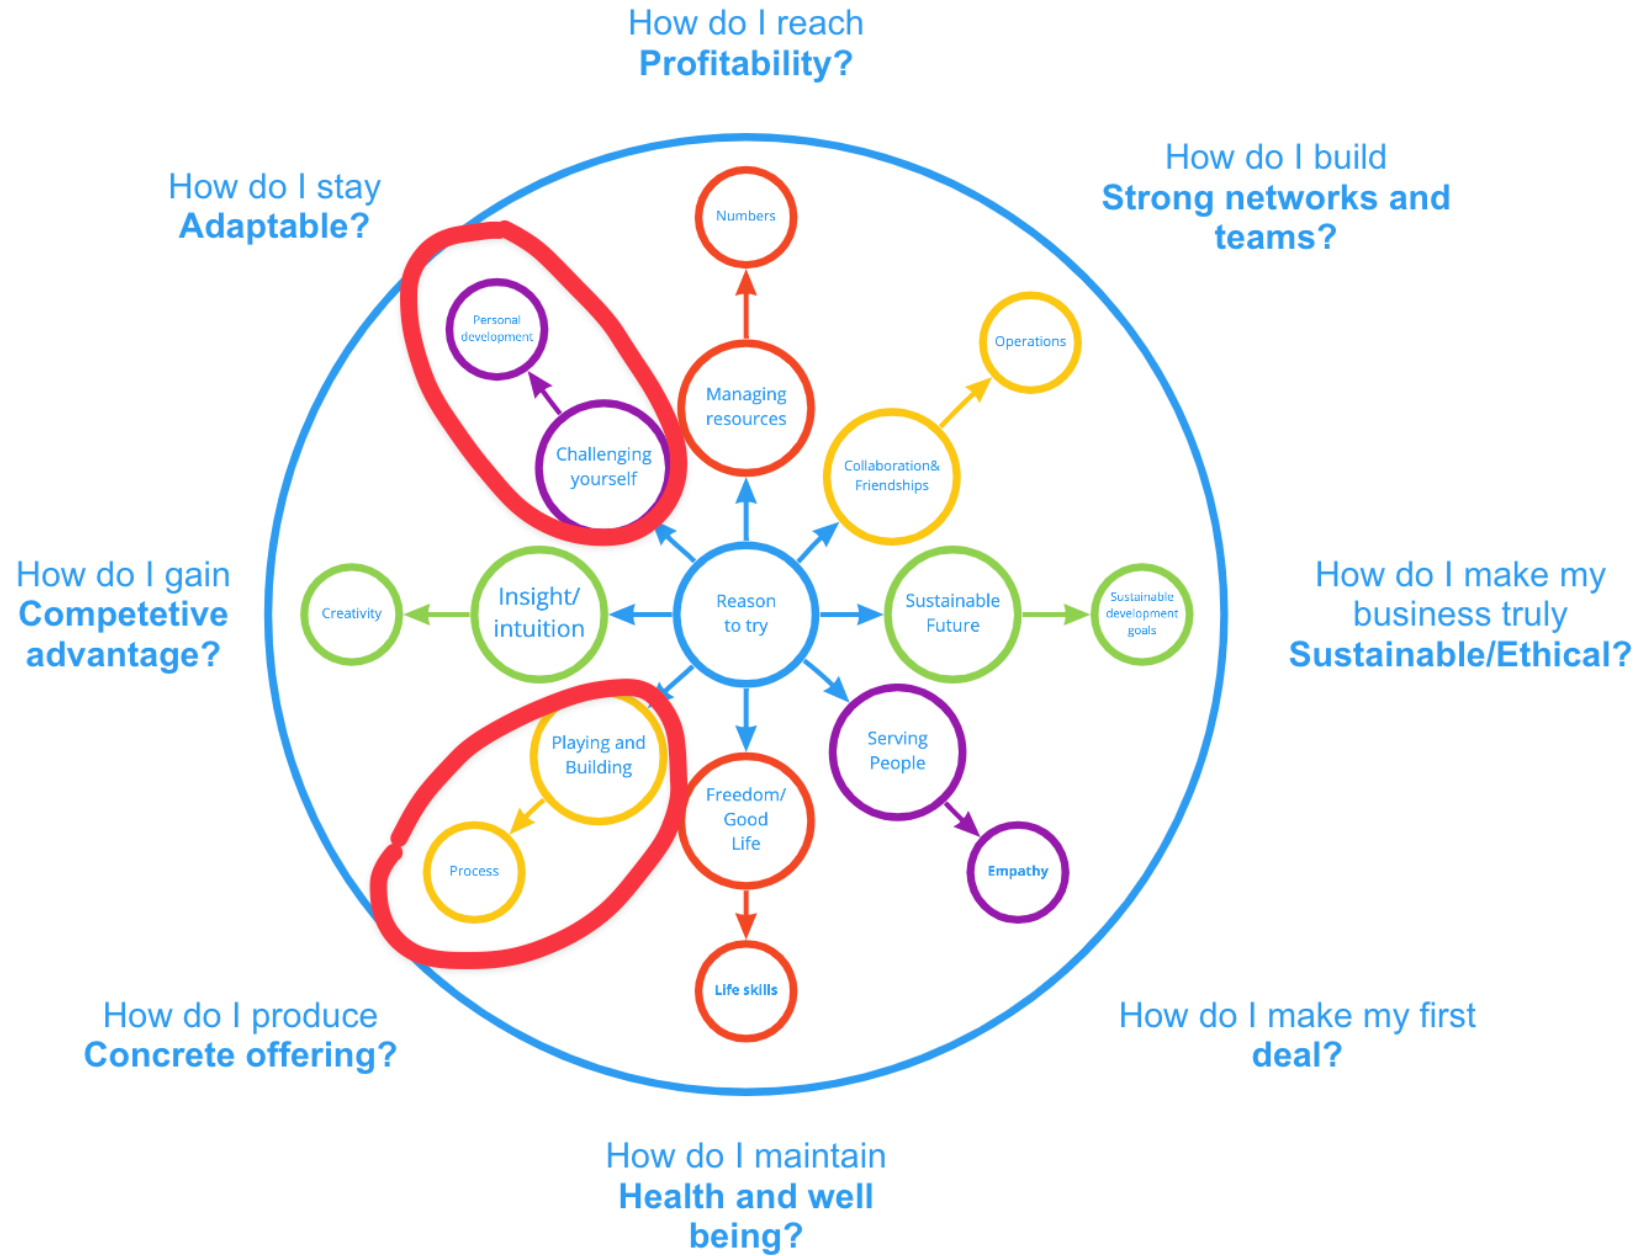 How do I reach
Profitability?
How do I build
Strong networks and
teams?
How do I stay
Adaptable?
Numbers
Personal
development
Operations
Managing
resources
Challenging
yourself
Collaboration&
Friendships
How do I gain
Competetive
advantage?
Creativity
Insight/
intuition
Reason
to try
Sustainable
Future
Sustainable
development
goals
How do I make my
business truly
Sustainable/Ethical?
Playing and
Building
Serving
People
Freedom/
Good
Life
Process
Empathy
Life skills
How do I produce
Concrete offering?
How do I make my first
deal?
How do I maintain
Health and well
being?